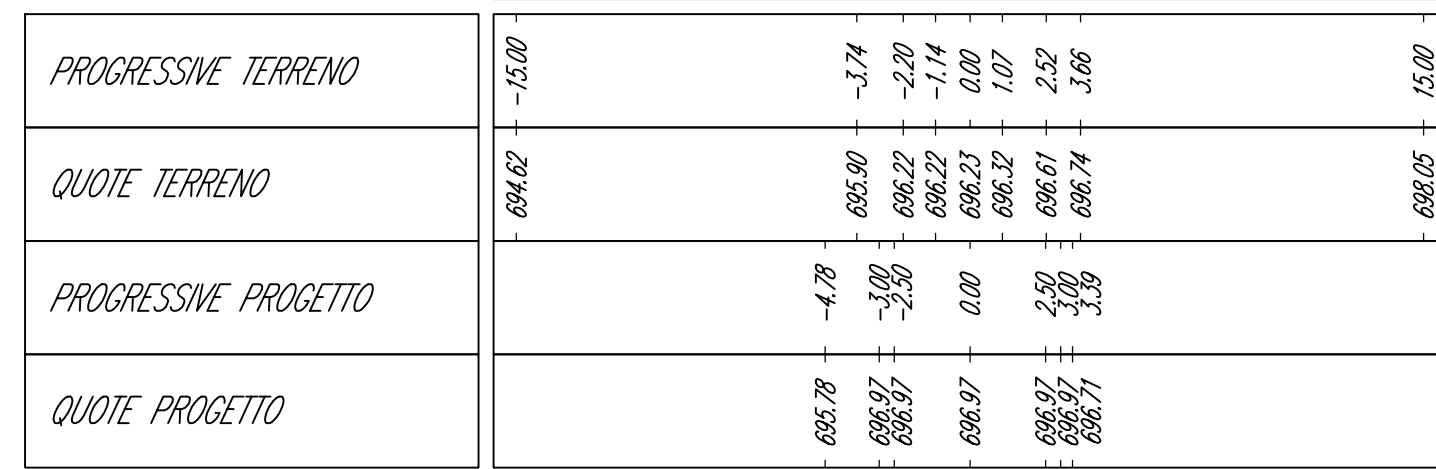 PROGRESSIVE TERRENO -15.00 -3.74 -2.20 -1.14 0.00 1.07 2.52 3.66 15.00
QUOTE TERRENO 694.62 695.90 696.22 696.22 696.23 696.32 696.61 696.74 698.05
PROGRESSIVE PROGETTO -4.78 -3.00 -2.50 0.00 2.50 3.00 3.39
QUOTE PROGETTO 695.78 696.97 696.97 696.97 696.97 696.97 696.71